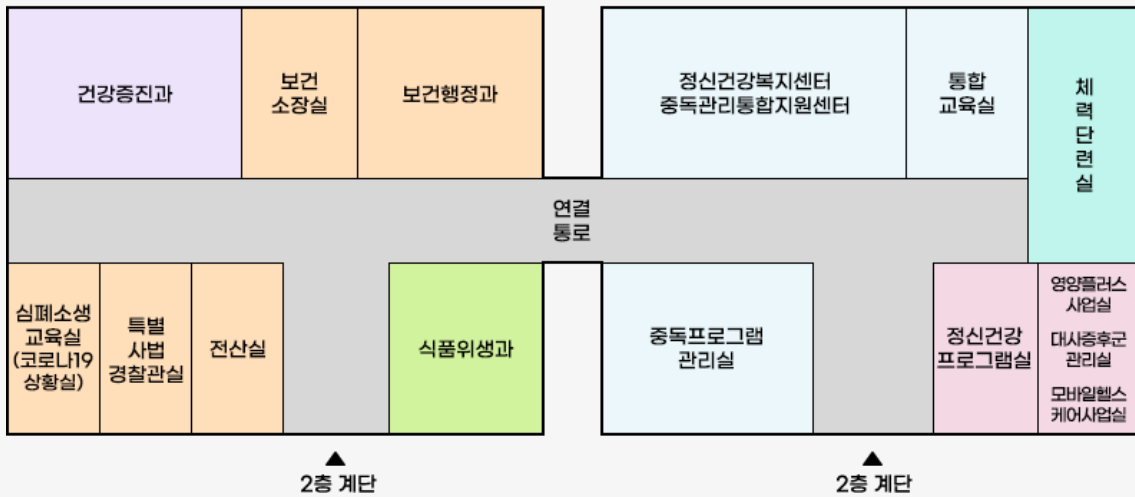 건강증진과
보건
소장실
보건행정과
정신건강복지센터
중독관리통합지원센터
통합
교육실
체
력
단
련
실
연결
통로
심폐소생
교육실
(코로나19
상황실)
특별
사법
경찰관실
전산실
식품위생과
중독프로그램
관리실
정신건강
프로그램실
영양플러스
사업실
대사증후군
관리실
모바일헬스
케어사업실
2층 계단
2층 계단